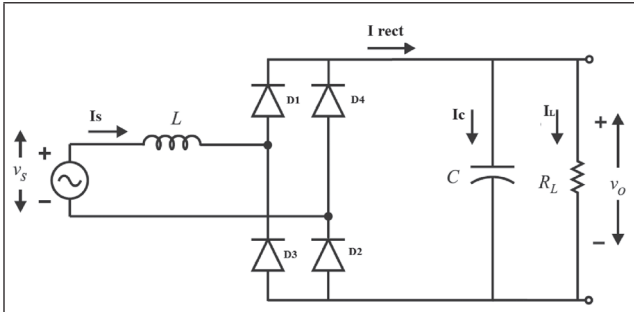 I rect
D1
D4
Is
L
Ic
IL
+
+
vs
C
RL
vo
−
−
D3
D2